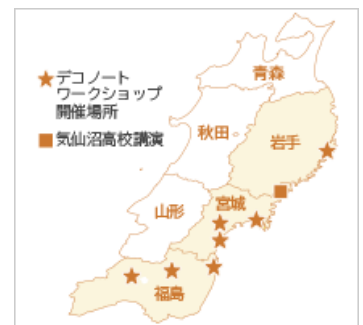 デコノート
ワークショップ
開催場所
気仙沼高校講演
青森
秋田
岩手
宮城
山形
福島